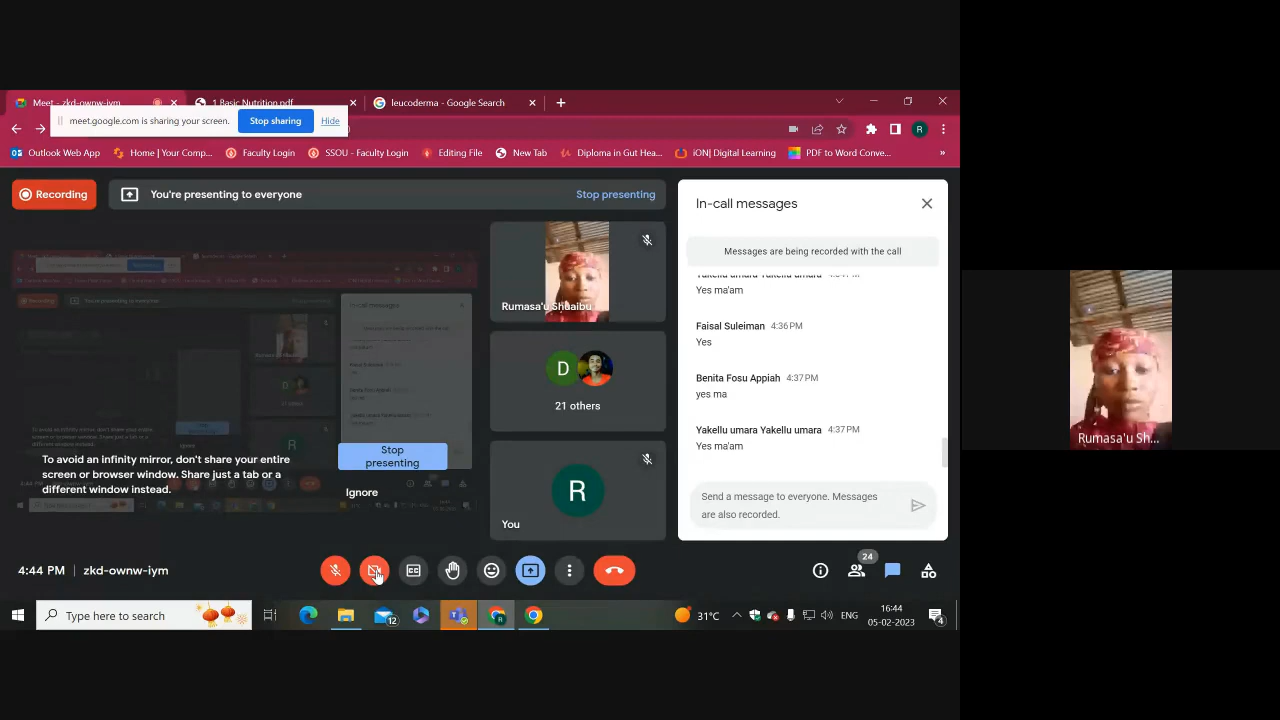 Meet - zkd-ownw-iym
1 Basic Nutrition.pdf
leucoderma - Google Search
meet.google.com is sharing your screen.
Stop sharing
Hide
R
Outlook Web App
Home | Your Comp...
Faculty Login
SSOU - Faculty Login
Editing File
New Tab
Diploma in Gut Hea...
iON| Digital Learning
PDF to Word Conve...
»
Recording
You're presenting to everyone
Stop presenting
In-call messages
Messages are being recorded with the call
Yakellu umara Yakellu umara
Yes ma'am
Faisal Suleiman 4:36 PM
Yes
Benita Fosu Appiah 4:37 PM
yes ma
Yakellu umara Yakellu umara 4:37 PM
Yes ma'am
Send a message to everyone. Messages
are also recorded.
Rumasa'u Shuaibu
D
21 others
R
You
To avoid an infinity mirror, don't share your entire
screen or browser window. Share just a tab or a
different window instead.
Stop
presenting
Ignore
4:44 PM | zkd-ownw-iym
24
Type here to search
12
31°C
ENG
16:44
05-02-2023
4
Rumasa'u Sh...